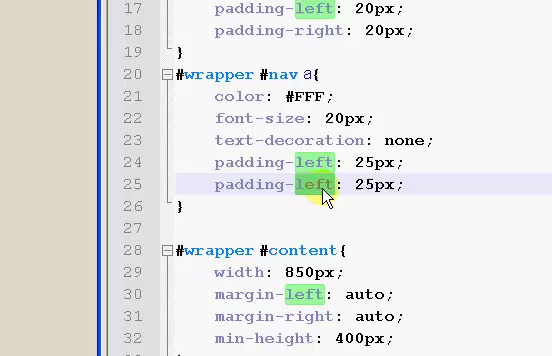 17 padding-left: 20px;
18 padding-right: 20px;
19 }
20 #wrapper #nav a{
21 color: #FFF;
22 font-size: 20px;
23 text-decoration: none;
24 padding-left: 25px;
25 padding-left: 25px;
26 }
27
28 #wrapper #content{
29 width: 850px;
30 margin-left: auto;
31 margin-right: auto;
32 min-height: 400px;